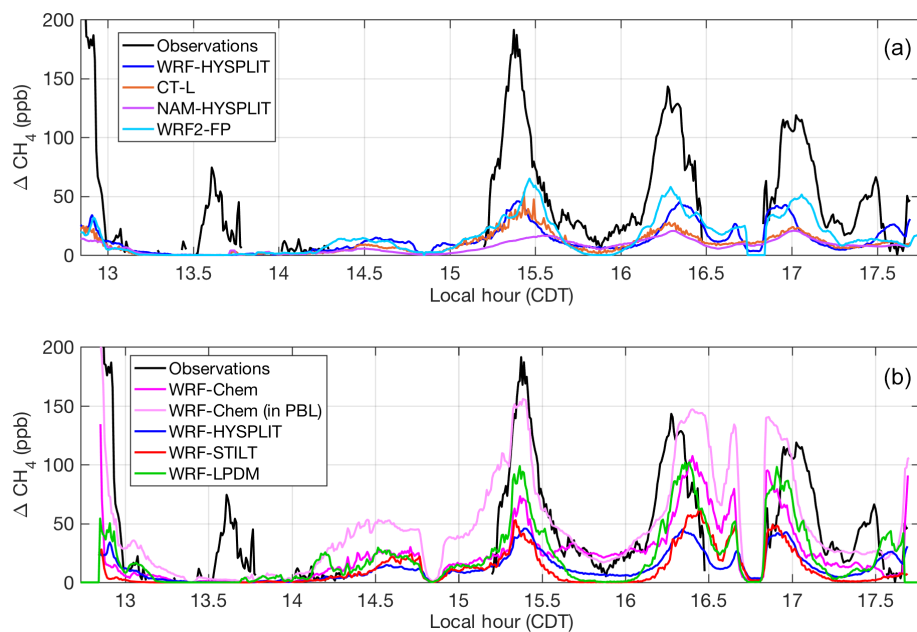 200
150
100
50
0
Δ CH4 (ppb)
(a)
Observations
WRF-HYSPLIT
CT-L
NAM-HYSPLIT
WRF2-FP
13 13.5 14 14.5 15 15.5 16 16.5 17 17.5
Local hour (CDT)
200
150
100
50
0
Δ CH4 (ppb)
(b)
Observations
WRF-Chem
WRF-Chem (in PBL)
WRF-HYSPLIT
WRF-STILT
WRF-LPDM
13 13.5 14 14.5 15 15.5 16 16.5 17 17.5
Local hour (CDT)